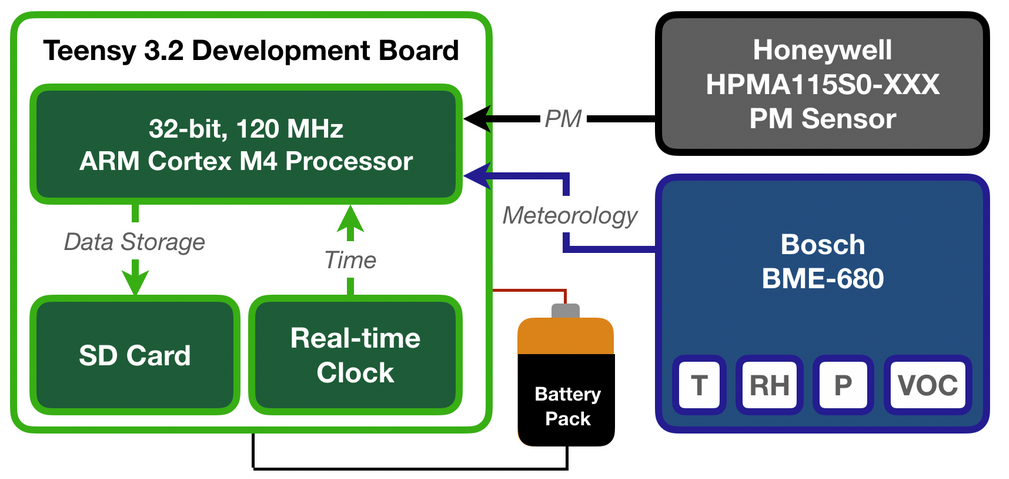 Teensy 3.2 Development Board
32-bit, 120 MHz
ARM Cortex M4 Processor
Data Storage
Time
SD Card
Real-time
Clock
PM
Meteorology
Honeywell
HPMA115S0-XXX
PM Sensor
Bosch
BME-680
T
RH
P
VOC
Battery
Pack